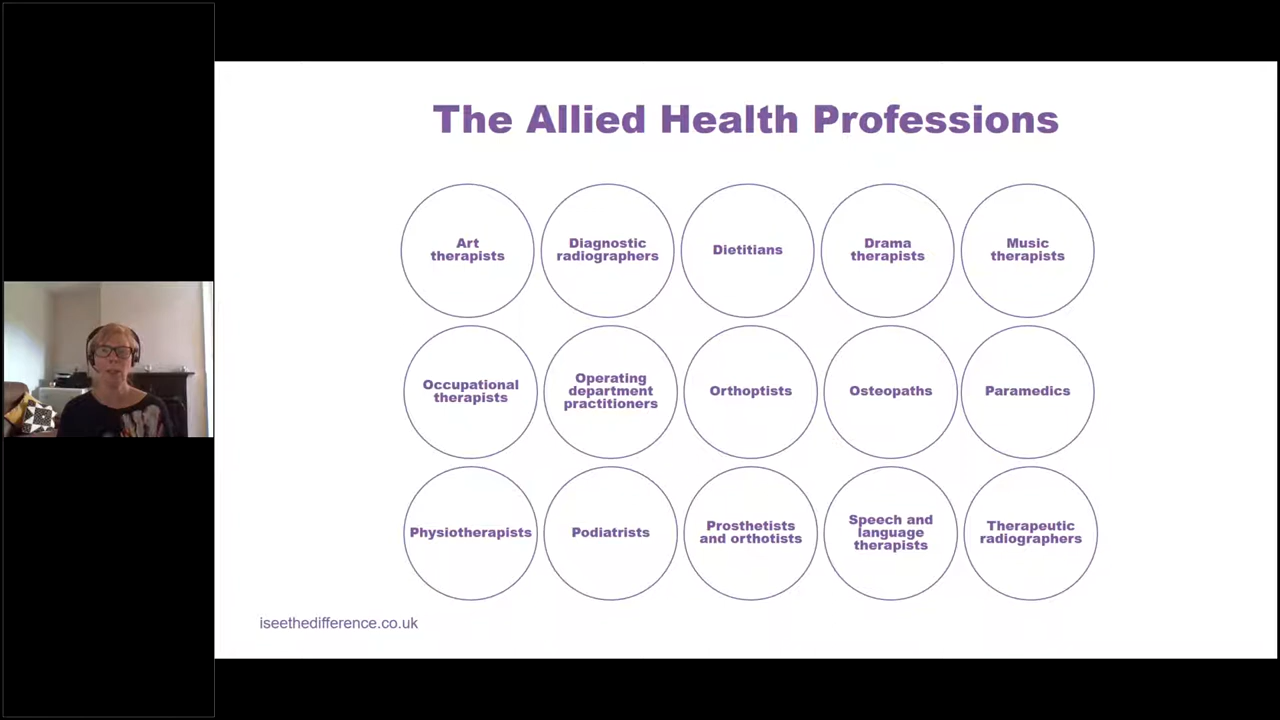 The Allied Health Professions
Art
therapists
Diagnostic
radiographers
Dietitians
Drama
therapists
Music
therapists
Occupational
therapists
Operating
department
practitioners
Orthoptists
Osteopaths
Paramedics
Physiotherapists
Podiatrists
Prosthetists
and orthotists
Speech and
language
therapists
Therapeutic
radiographers
iseethedifference.co.uk